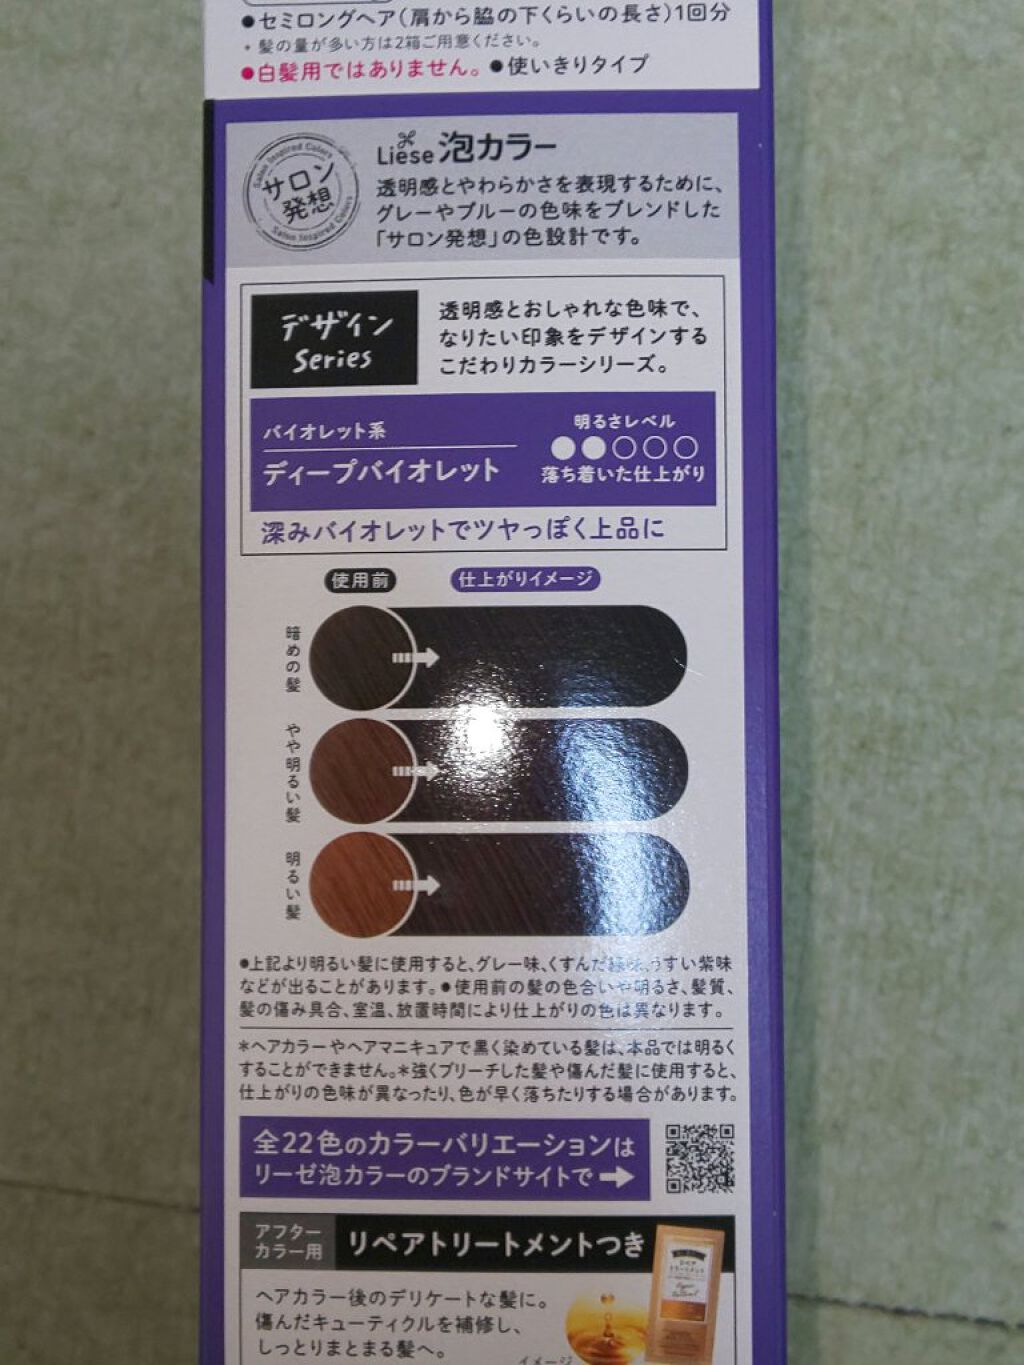 ●セミロングヘア(肩から脇の下くらいの長さ)1回分
* 髪の量が多い方は2箱ご用意ください。
●白髪用ではありません。 ●使いきりタイプ
Salon Inspired Colors
サロン
発想
Salon Inspired Colors
Liese 泡カラー
透明感とやわらかさを表現するために、
グレーやブルーの色味をブレンドした
「サロン発想」の色設計です。
デザイン
Series
透明感とおしゃれな色味で、
なりたい印象をデザインする
こだわりカラーシリーズ。
バイオレット系
ディープバイオレット
明るさレベル
●●○○○
落ち着いた仕上がり
深みバイオレットでツヤっぽく上品に
使用前 仕上がりイメージ
暗めの髪
やや明るい髪
明るい髪
●上記より明るい髪に使用すると、グレー味、くすんだ緑味、うすい紫味
などが出ることがあります。●使用前の髪の色合いや明るさ、髪質、
髪の傷み具合、室温、放置時間により仕上がりの色は異なります。
*ヘアカラーやヘアマニキュアで黒く染めている髪は、本品では明るく
することができません。*強くブリーチした髪や傷んだ髪に使用すると、
仕上がりの色味が異なったり、色が早く落ちたりする場合があります。
全22色のカラーバリエーションは
リーゼ泡カラーのブランドサイトで→
アフター
カラー用
リペアトリートメントつき
ヘアカラー後のデリケートな髪に。
傷んだキューティクルを補修し、
しっとりまとまる髪へ。
イメージ